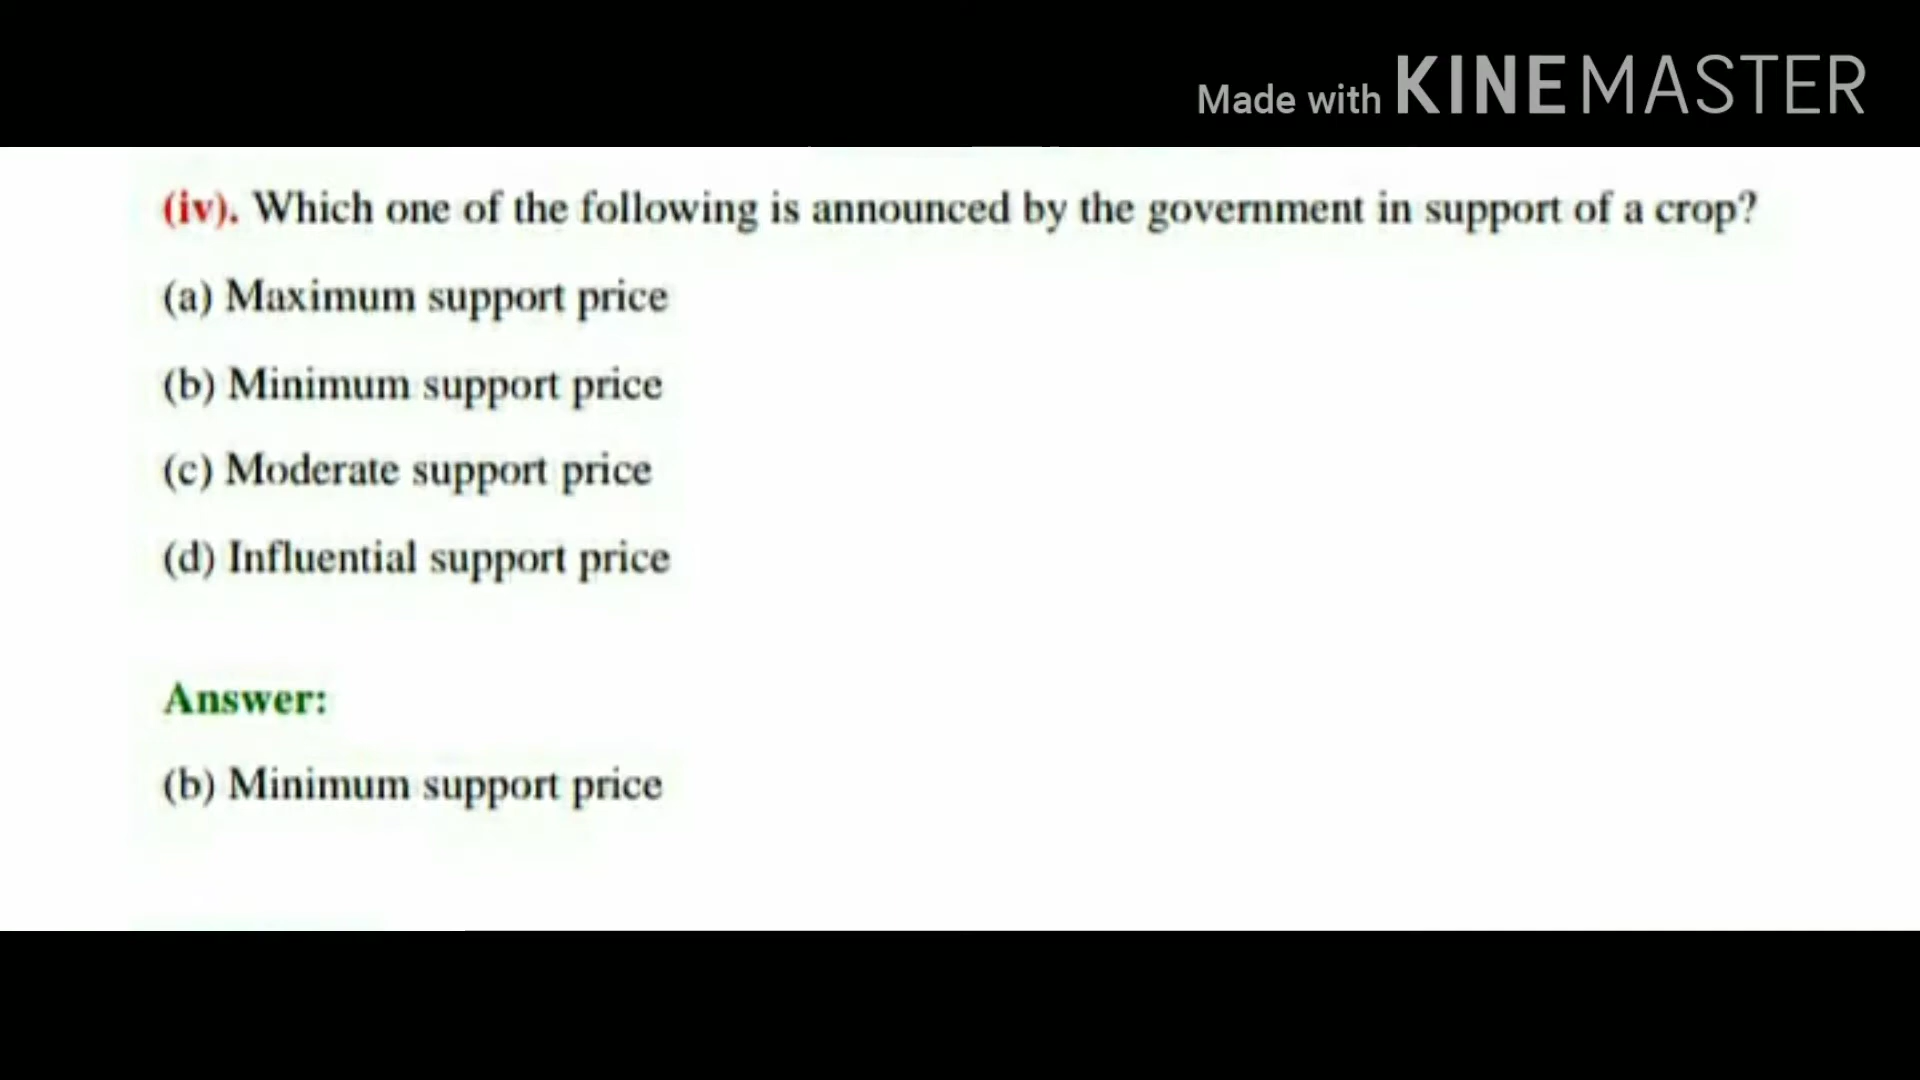 Made with KINEMASTER
(iv). Which one of the following is announced by the government in support of a crop?
(a) Maximum support price
(b) Minimum support price
(c) Moderate support price
(d) Influential support price
Answer:
(b) Minimum support price